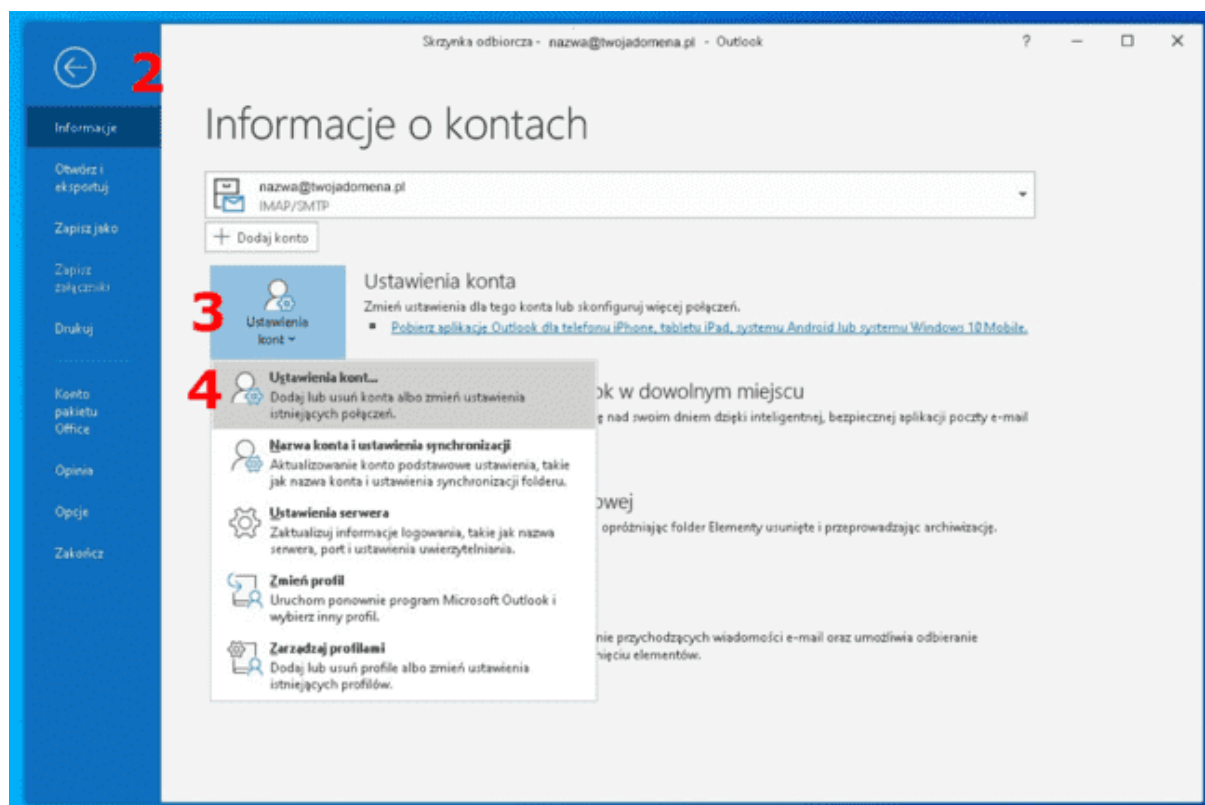 Skrzynka odbiorcza - nazwa@twojadomena.pl - Outlook
?
2
Informacje
Otwórz i
eksportuj
Zapisz jako
Zapisz
załączniki
Drukuj
Konto
pakietu
Office
Opinia
Opcje
Zakończ
Informacje o kontach
nazwa@twojadomena.pl
IMAP/SMTP
Dodaj konto
3
Ustawienia
kont
Ustawienia konta
Zmień ustawienia dla tego konta lub skonfiguruj więcej połączeń.
Pobierz aplikację Outlook dla telefonu iPhone, tabletu iPad, systemu Android lub systemu Windows 10 Mobile.
4
Ustawienia kont...
Dodaj lub usuń konta albo zmień ustawienia
istniejących połączeń.
Nazwa konta i ustawienia synchronizacji
Aktualizowanie konto podstawowe ustawienia, takie
jak nazwa konta i ustawienia synchronizacji folderu.
Ustawienia serwera
Zaktualizuj informacje logowania, takie jak nazwa
serwera, port i ustawienia uwierzytelniania.
Zmień profil
Uruchom ponownie program Microsoft Outlook i
wybierz inny profil.
Zarządzaj profilami
Dodaj lub usuń profile albo zmień ustawienia
istniejących profilów.
ok w dowolnym miejscu
ę nad swoim dniem dzięki inteligentnej, bezpiecznej aplikacji poczty e-mail
owej
opróżniając folder Elementy usunięte i przeprowadzając archiwizację.
nie przychodzących wiadomości e-mail oraz umożliwia odbieranie
nięciu elementów.